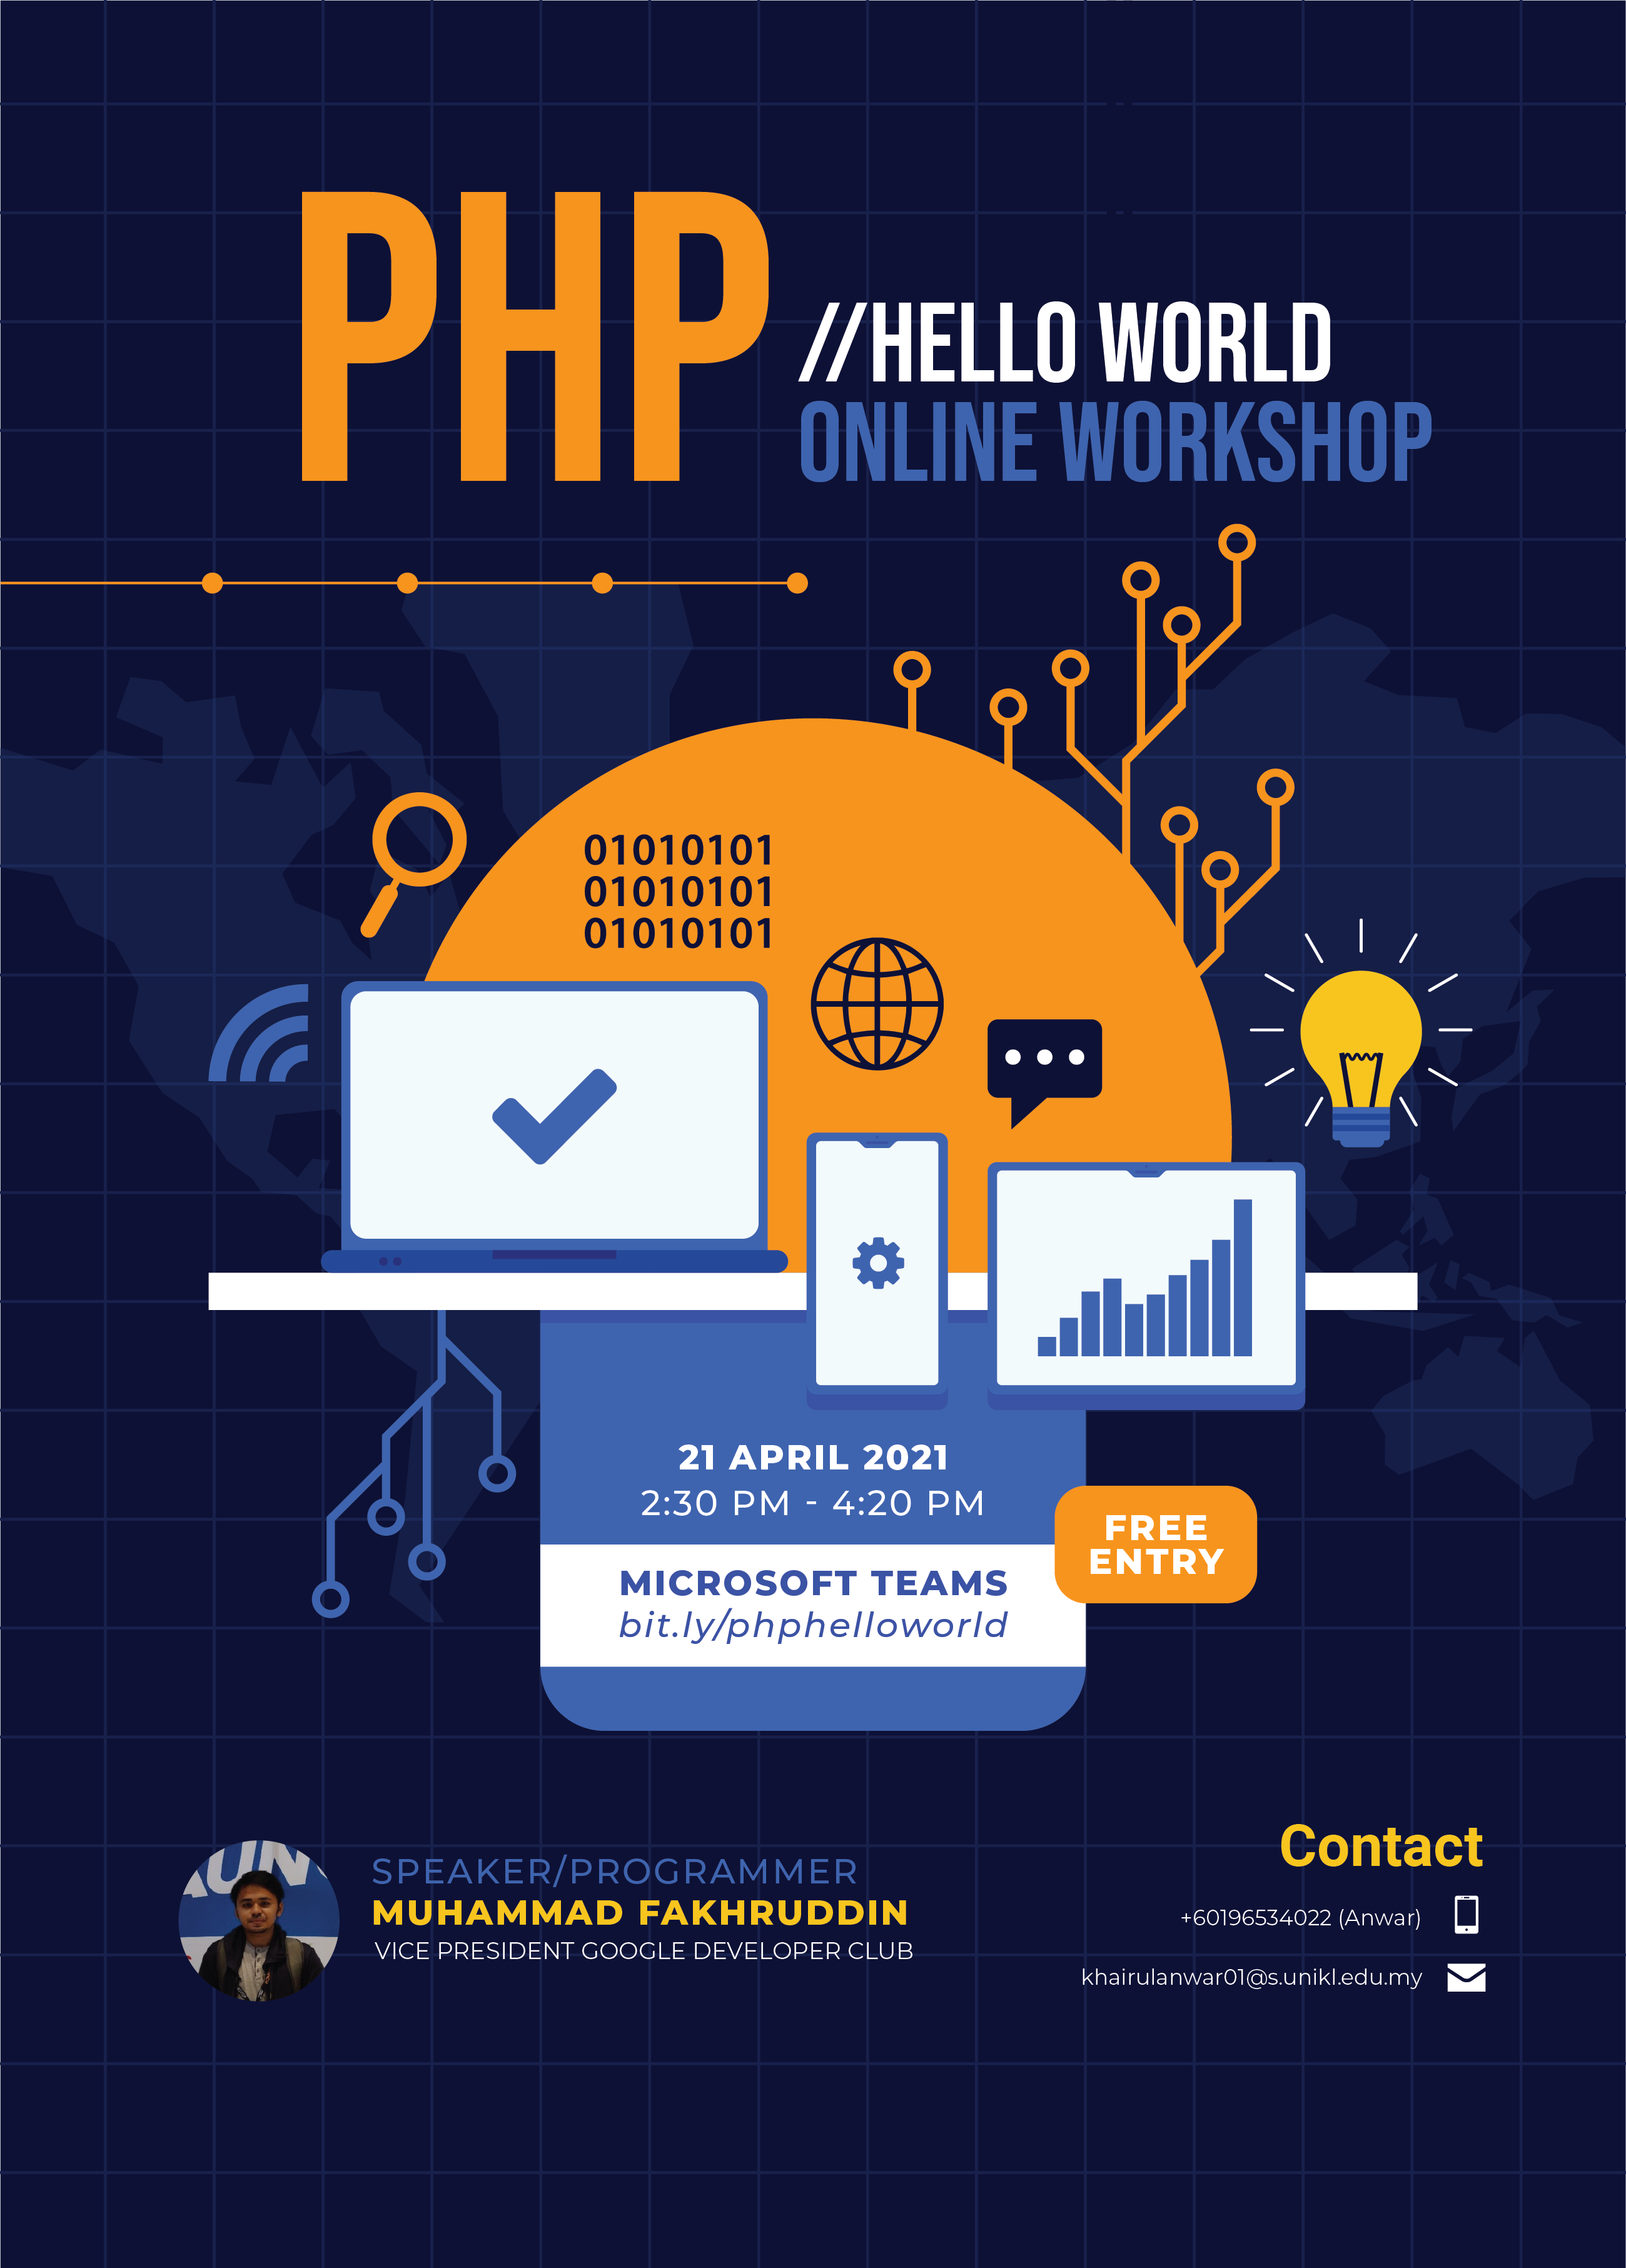 PHP
//HELLO WORLD
ONLINE WORKSHOP
01010101
01010101
01010101
21 APRIL 2021
2:30 PM - 4:20 PM
FREE
ENTRY
MICROSOFT TEAMS
bit.ly/phphelloworld
SPEAKER/PROGRAMMER
MUHAMMAD FAKHRUDDIN
VICE PRESIDENT GOOGLE DEVELOPER CLUB
Contact
+60196534022 (Anwar)
khairulanwar01@s.unikl.edu.my